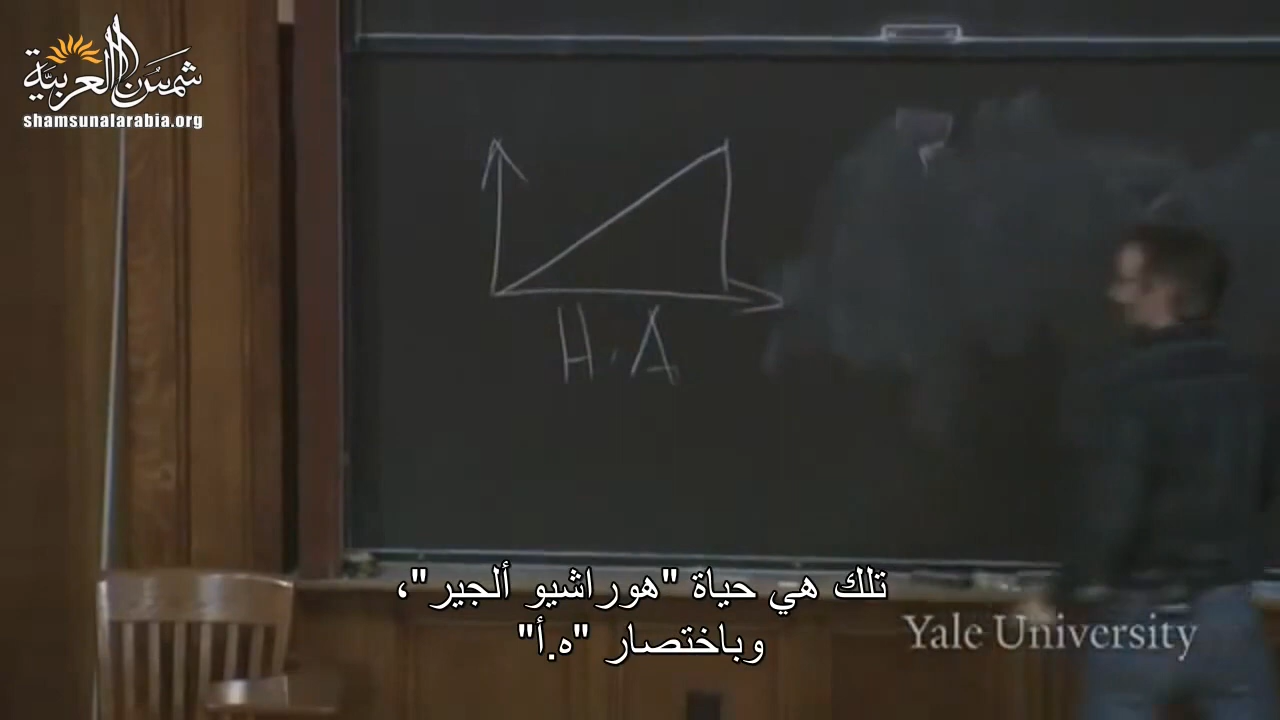 شمس العربية
shamsunalarabia.org
H.A
تلك هي حياة "هوراشيو ألجير"،
وباختصار "ه.أ"
Yale University